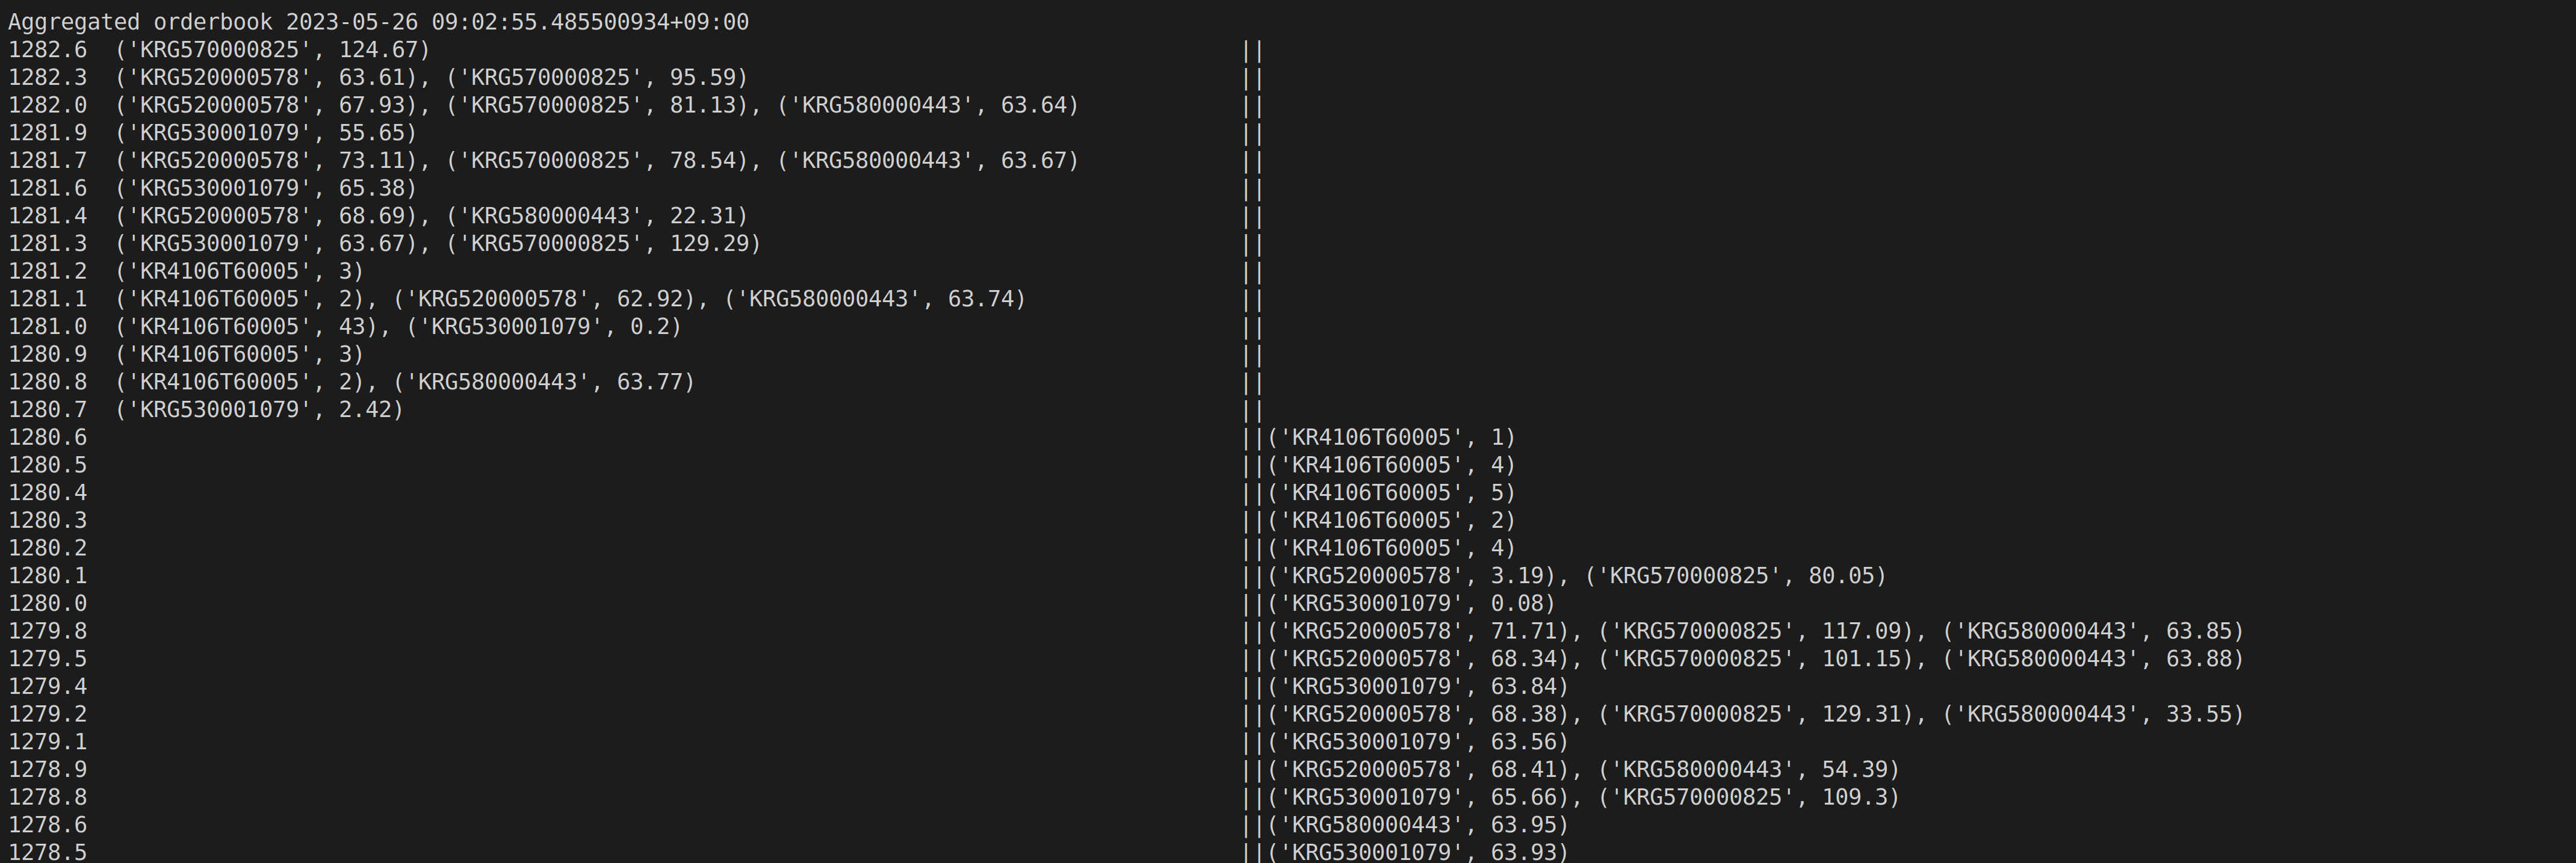 Aggregated orderbook 2023-05-26 09:02:55.485500934+09:00
1282.6  ('KRG570000825', 124.67) ||
1282.3  ('KRG520000578', 63.61), ('KRG570000825', 95.59) ||
1282.0  ('KRG520000578', 67.93), ('KRG570000825', 81.13), ('KRG580000443', 63.64) ||
1281.9  ('KRG530001079', 55.65) ||
1281.7  ('KRG520000578', 73.11), ('KRG570000825', 78.54), ('KRG580000443', 63.67) ||
1281.6  ('KRG530001079', 65.38) ||
1281.4  ('KRG520000578', 68.69), ('KRG580000443', 22.31) ||
1281.3  ('KRG530001079', 63.67), ('KRG570000825', 129.29) ||
1281.2  ('KR4106T60005', 3) ||
1281.1  ('KR4106T60005', 2), ('KRG520000578', 62.92), ('KRG580000443', 63.74) ||
1281.0  ('KR4106T60005', 43), ('KRG530001079', 0.2) ||
1280.9  ('KR4106T60005', 3) ||
1280.8  ('KR4106T60005', 2), ('KRG580000443', 63.77) ||
1280.7  ('KRG530001079', 2.42) ||
1280.6 ||('KR4106T60005', 1)
1280.5 ||('KR4106T60005', 4)
1280.4 ||('KR4106T60005', 5)
1280.3 ||('KR4106T60005', 2)
1280.2 ||('KR4106T60005', 4)
1280.1 ||('KRG520000578', 3.19), ('KRG570000825', 80.05)
1280.0 ||('KRG530001079', 0.08)
1279.8 ||('KRG520000578', 71.71), ('KRG570000825', 117.09), ('KRG580000443', 63.85)
1279.5 ||('KRG520000578', 68.34), ('KRG570000825', 101.15), ('KRG580000443', 63.88)
1279.4 ||('KRG530001079', 63.84)
1279.2 ||('KRG520000578', 68.38), ('KRG570000825', 129.31), ('KRG580000443', 33.55)
1279.1 ||('KRG530001079', 63.56)
1278.9 ||('KRG520000578', 68.41), ('KRG580000443', 54.39)
1278.8 ||('KRG530001079', 65.66), ('KRG570000825', 109.3)
1278.6 ||('KRG580000443', 63.95)
1278.5 ||('KRG530001079', 63.93)